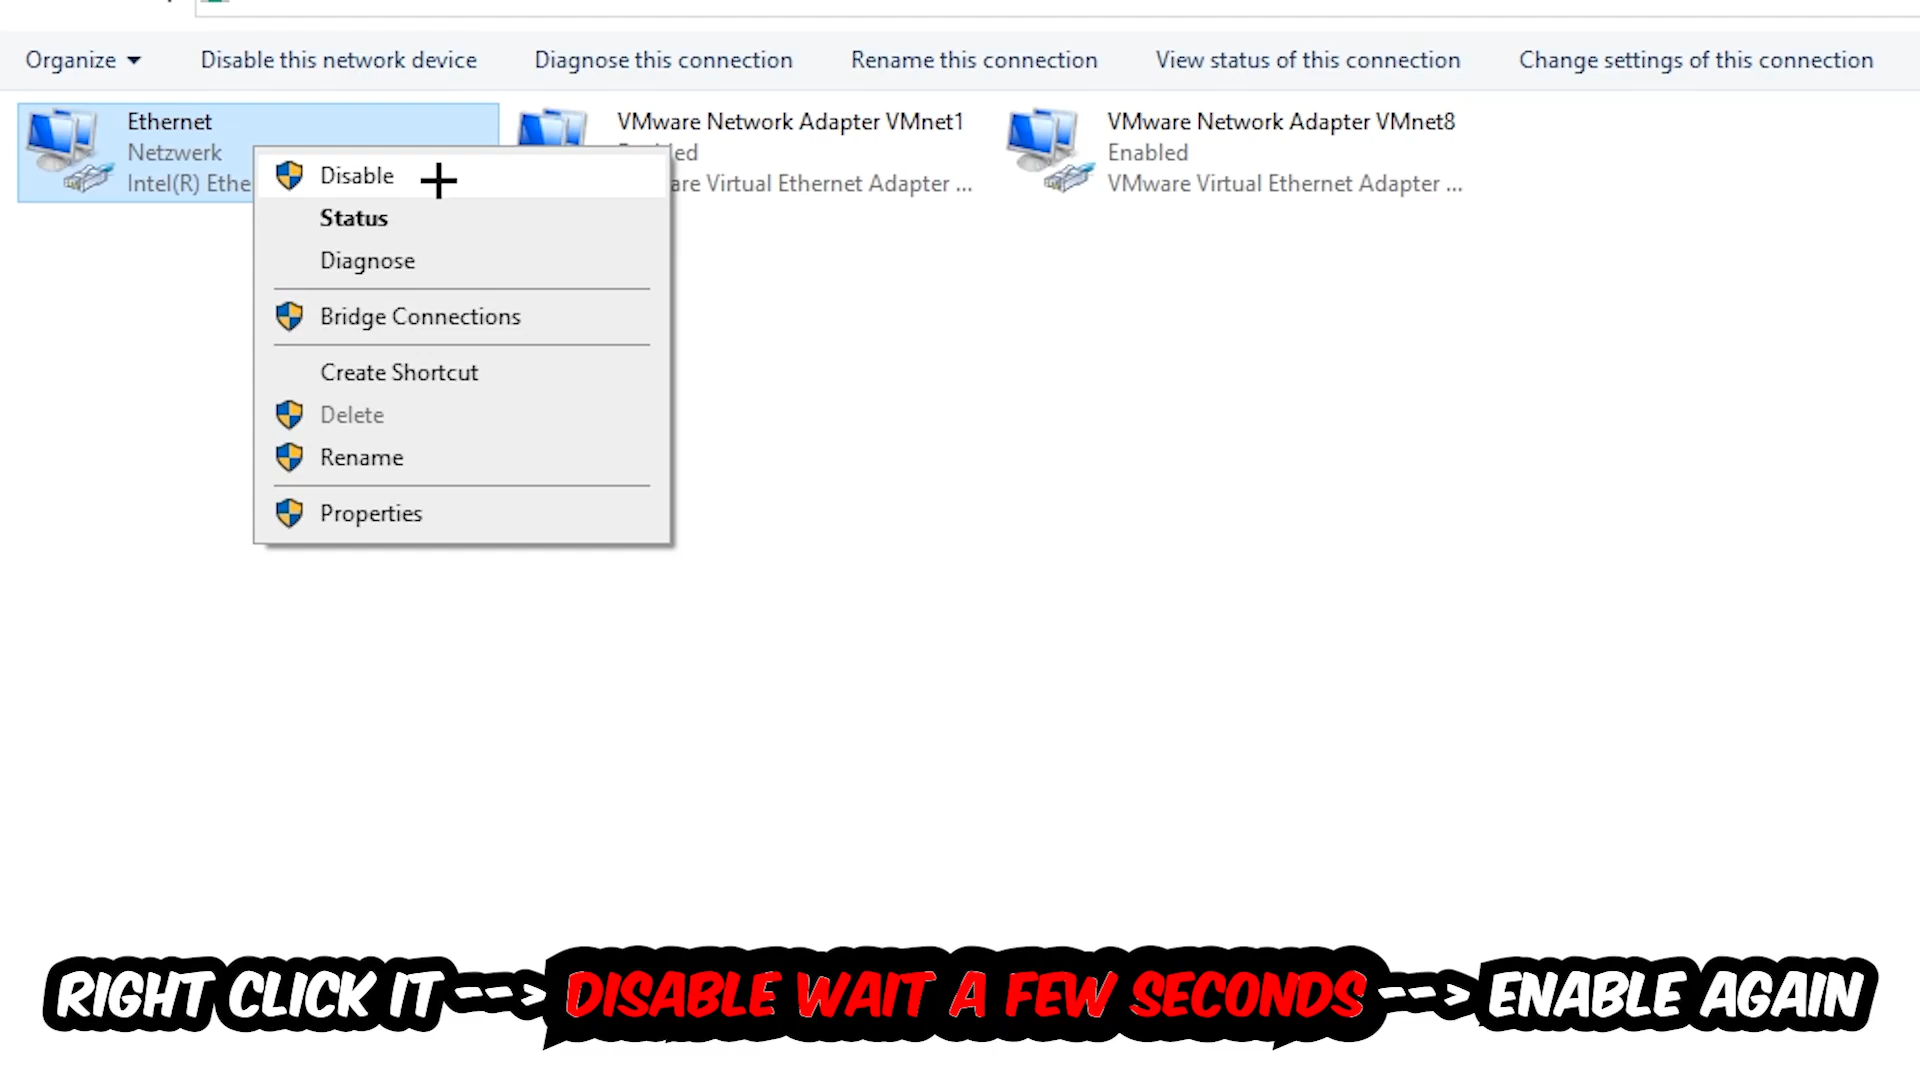 Organize Disable this network device Diagnose this connection Rename this connection View status of this connection Change settings of this connection
Ethernet VMware Network Adapter VMnet1 VMware Network Adapter VMnet8
Netzwerk Enabled
Intel(R) VMware Virtual Ethernet Adapter ...
Virtual Ethernet Adapter ...
Disable
Status
Diagnose
Bridge Connections
Create Shortcut
Delete
Rename
Properties
RIGHT CLICK IT --> DISABLE WAIT A FEW SECONDS --> ENABLE AGAIN